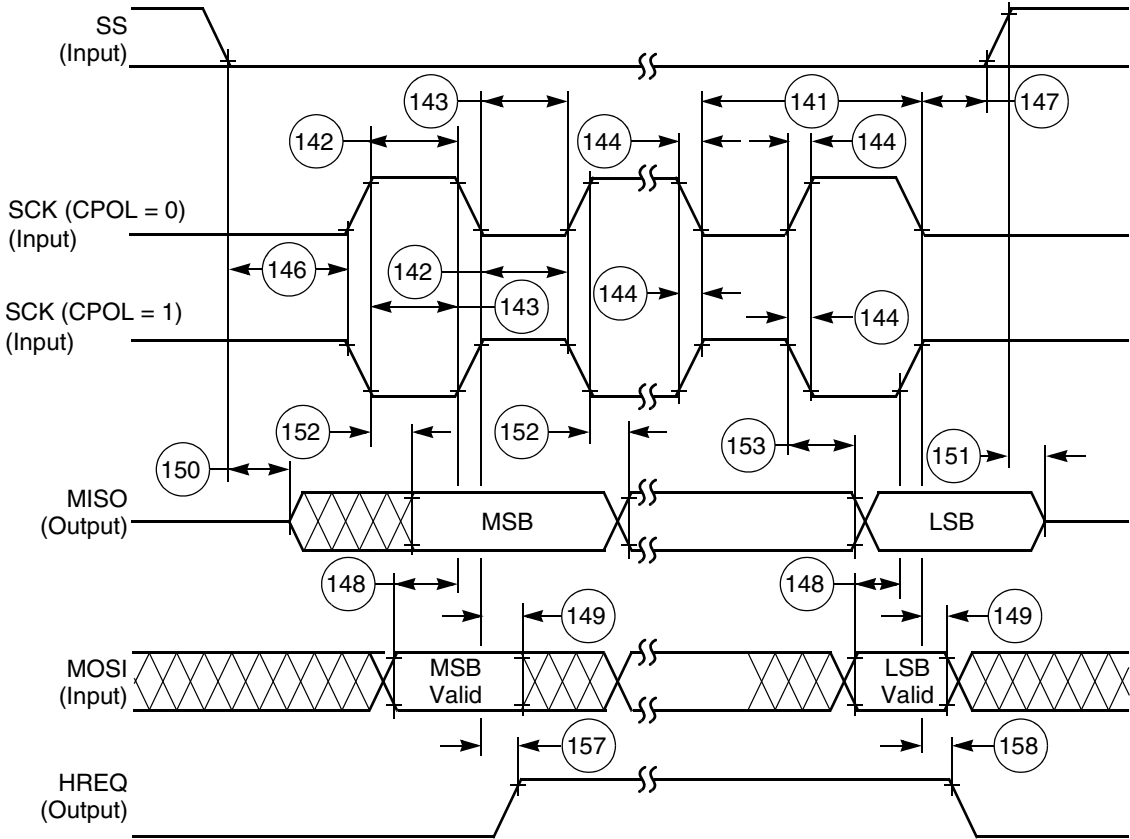 SS
(Input)
143
141
147
142
144
144
SCK (CPOL = 0)
(Input)
146
142
144
143
SCK (CPOL = 1)
(Input)
144
152
152
153
151
150
MISO
(Output)
MSB
LSB
148
148
149
149
MOSI
(Input)
MSB
Valid
LSB
Valid
157
158
HREQ
(Output)